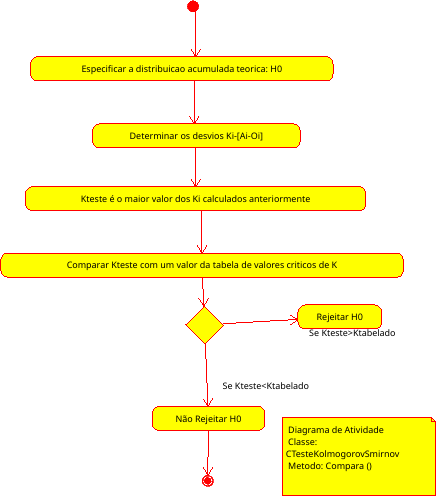 Especificar a distribuicao acumulada teorica: H0
Determinar os desvios Ki-[Ai-Oi]
Kteste é o maior valor dos Ki calculados anteriormente
Comparar Kteste com um valor da tabela de valores criticos de K
Rejeitar H0
Se Kteste>Ktabelado
Se Kteste<Ktabelado
Não Rejeitar H0
Diagrama de Atividade
Classe:
CTesteKolmogorovSmirnov
Metodo: Compara ()